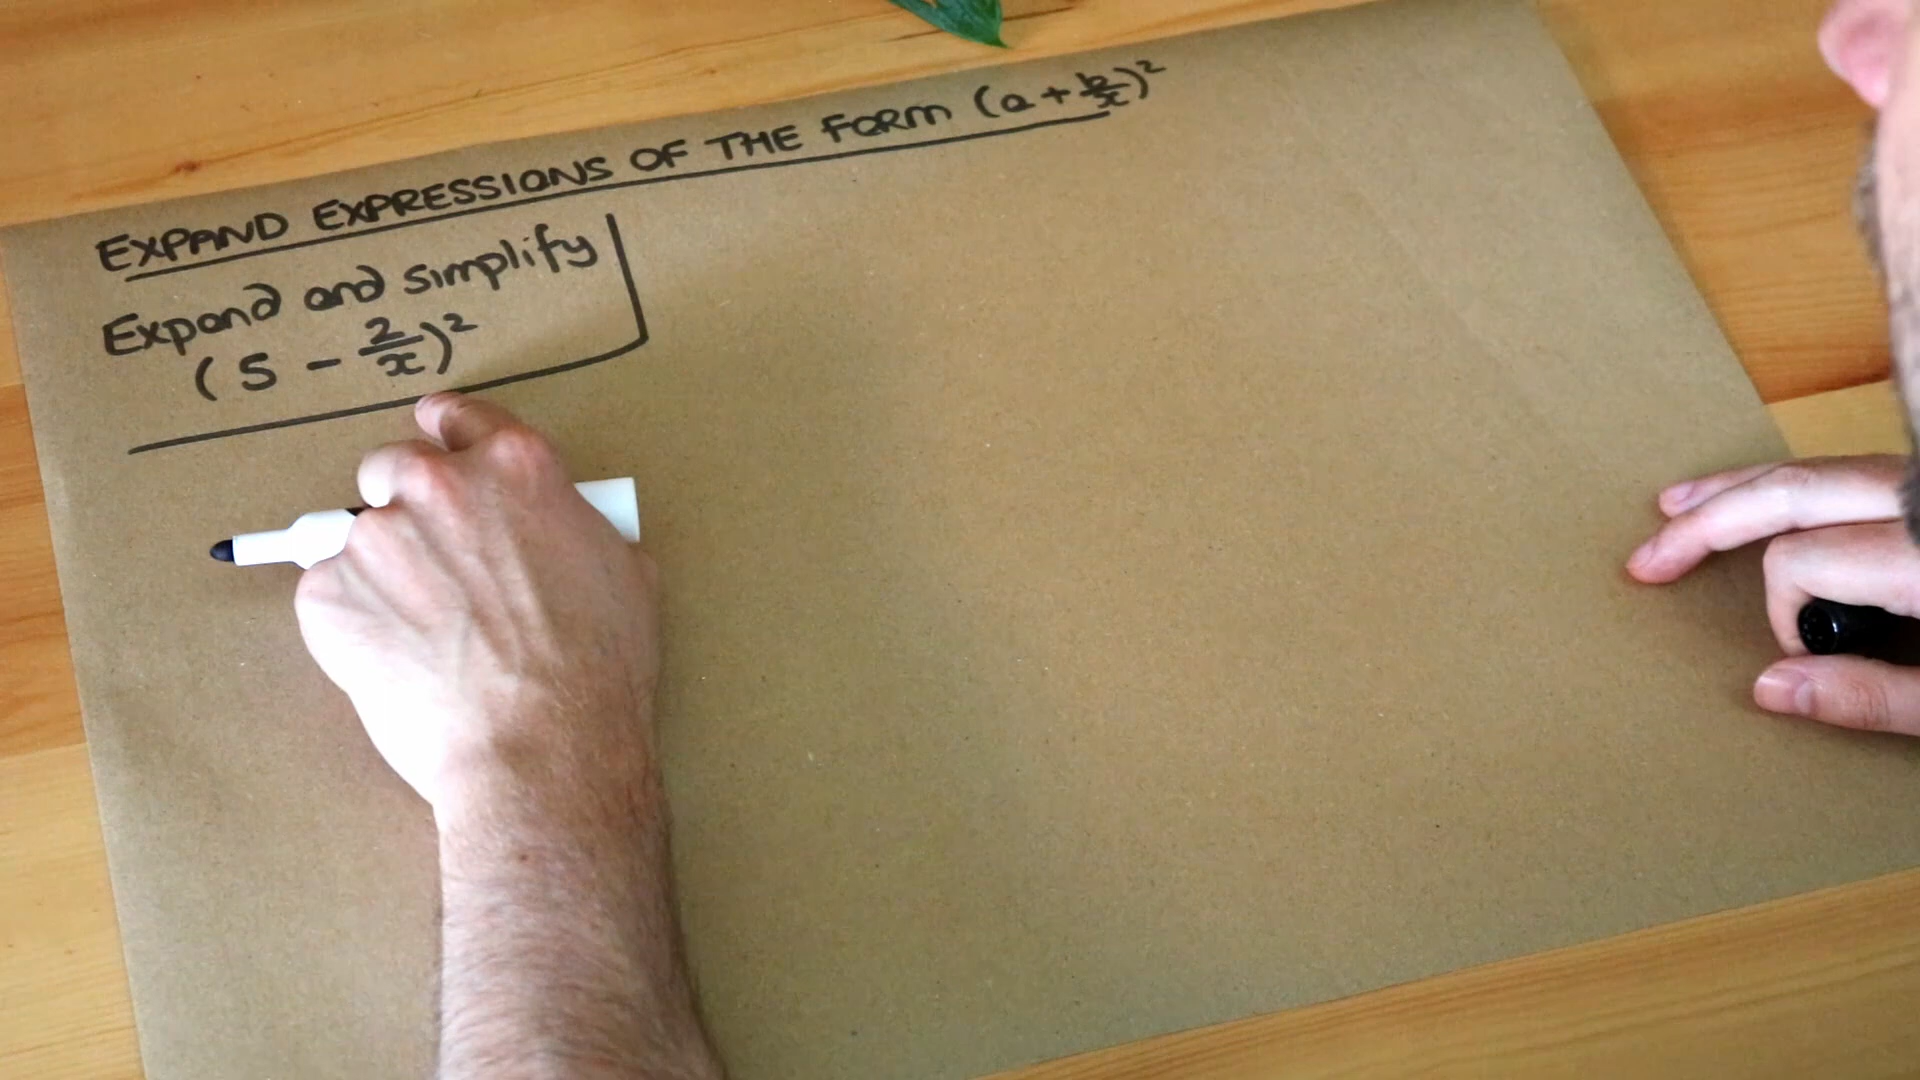 EXPAND EXPRESSIONS OF THE FORM (a + b/x)²
Expand and simplify
(5 - 2/x)²